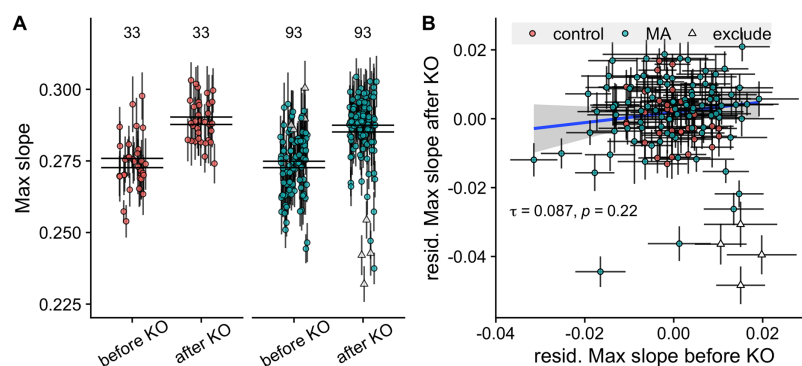 A
33 33 93 93
Max slope
0.300
0.275
0.250
0.225
before KO after KO before KO after KO
B
control MA exclude
resid. Max slope after KO
0.02
0.00
-0.02
-0.04
τ = 0.087, p = 0.22
-0.04 -0.02 0.00 0.02
resid. Max slope before KO